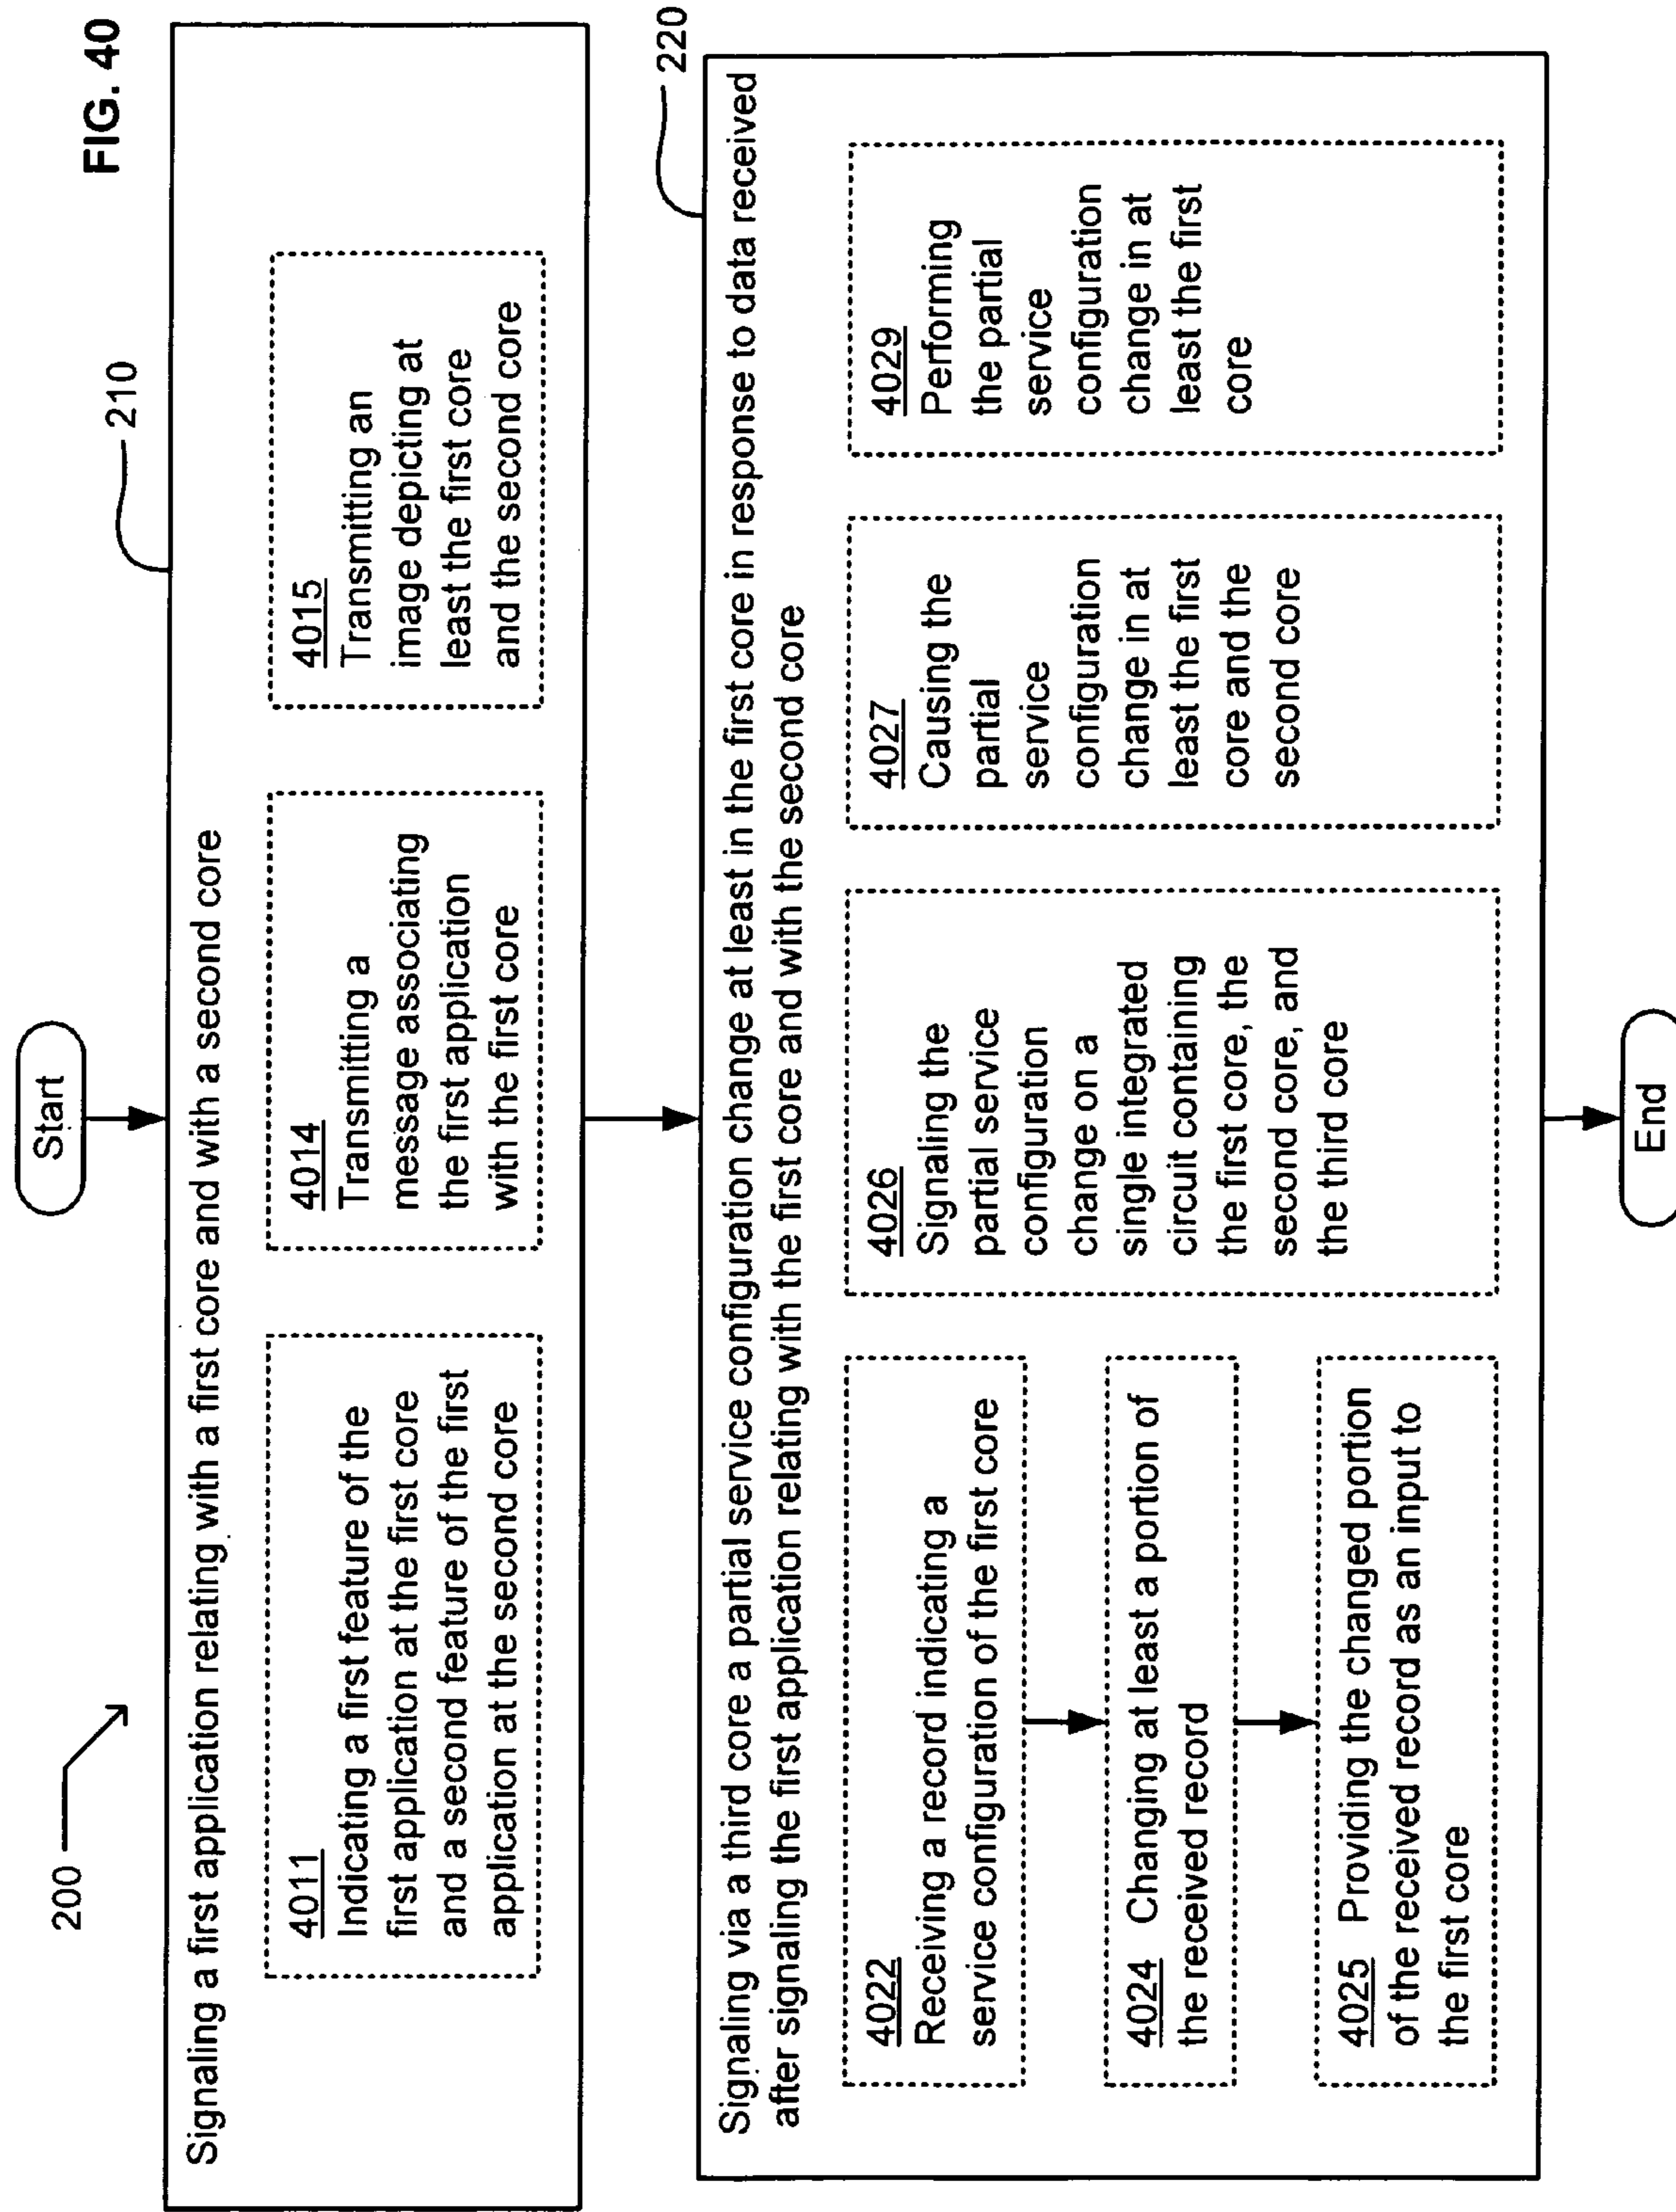 FIG. 40
200
Start
210
Signaling a first application relating with a first core and with a second core
4011
Indicating a first feature of the
first application at the first core
and a second feature of the first
application at the second core
4014
Transmitting a
message associating
the first application
with the first core
4015
Transmitting an
image depicting at
least the first core
and the second core
220
Signaling via a third core a partial service configuration change at least in the first core in response to data received
after signaling the first application relating with the first core and with the second core
4022
Receiving a record indicating a
service configuration of the first core
4024 Changing at least a portion of
the received record
4025 Providing the changed portion
of the received record as an input to
the first core
4026
Signaling the
partial service
configuration
change on a
single integrated
circuit containing
the first core, the
second core, and
the third core
4027
Causing the
partial
service
configuration
change in at
least the first
core and the
second core
4029
Performing
the partial
service
configuration
change in at
least the first
core
End